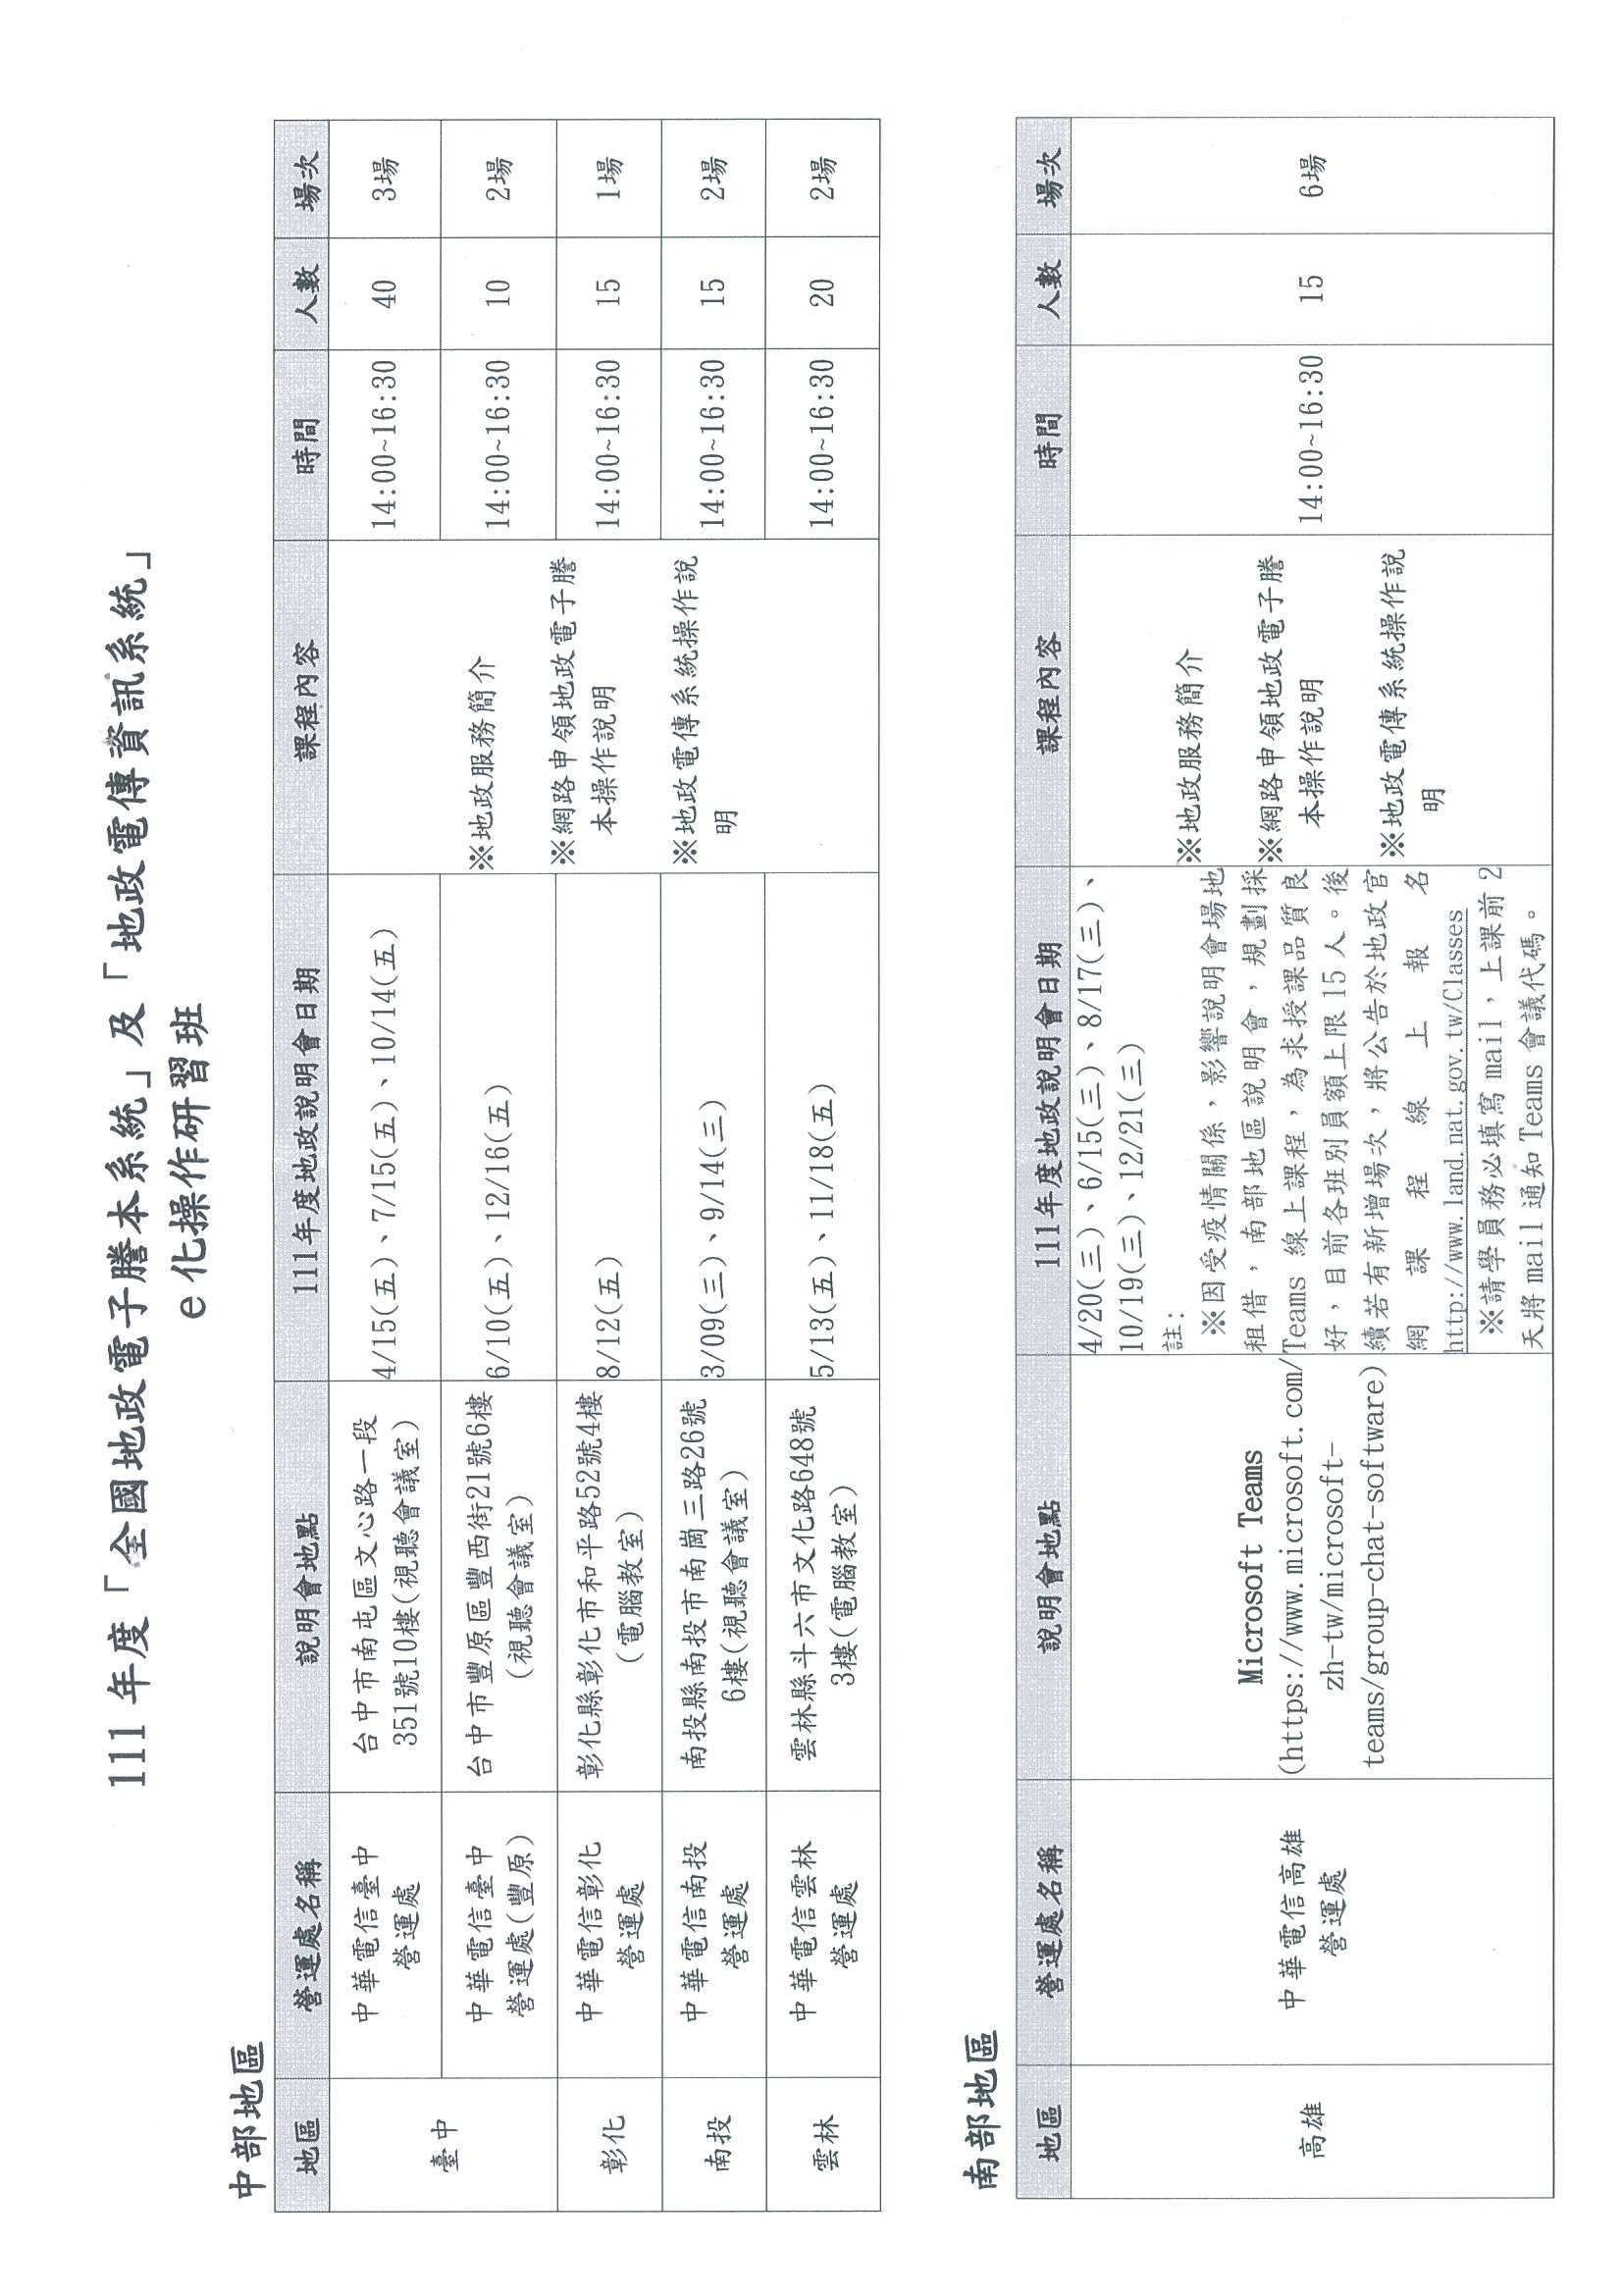 111 年度「全國地政電子謄本系統」及「地政電傳資訊系統」
e 化操作研習班
中部地區
地區 營運處名稱 說明會地點 111年度地政說明會日期 課程內容 時間 人數 場次
臺中
中華電信臺中
營運處
台中市南屯區文心路一段
351號10樓(視聽會議室)
4/15(五)、7/15(五)、10/14(五)
14:00~16:30 40 3場
中華電信臺中
營運處(豐原)
台中市豐原區豐西街21號6樓
(視聽會議室)
6/10(五)、12/16(五)
14:00~16:30 10 2場
彰化
中華電信彰化
營運處
彰化縣彰化市和平路52號4樓
(電腦教室)
8/12(五)
14:00~16:30 15 1場
南投
中華電信南投
營運處
南投縣南投市南崗三路26號
6樓(視聽會議室)
3/09(三)、9/14(三)
14:00~16:30 15 2場
雲林
中華電信雲林
營運處
雲林縣斗六市文化路648號
3樓(電腦教室)
5/13(五)、11/18(五)
14:00~16:30 20 2場
※地政服務簡介
※網路申領地政電子謄
本操作說明
※地政電傳系統操作說
明
南部地區
地區 營運處名稱 說明會地點 111年度地政說明會日期 課程內容 時間 人數 場次
高雄
中華電信高雄
營運處
Microsoft Teams
(https://www.microsoft.com/
zh-tw/microsoft-
teams/group-chat-software)
4/20(三)、6/15(三)、8/17(三)、
10/19(三)、12/21(三)
註:
※因受疫情關係，影響說明會場地
租借，南部地區說明會，規劃採
Teams 線上課程，為求授課品質良
好，目前各班別員額上限 15 人。後
續若有新增場次，將公告於地政官
網課程線上報名
http://www.land.nat.gov.tw/Classes
※請學員務必填寫 mail，上課前 2
天將 mail 通知 Teams 會議代碼。
※地政服務簡介
※網路申領地政電子謄
本操作說明
※地政電傳系統操作說
明
14:00~16:30 15 6場